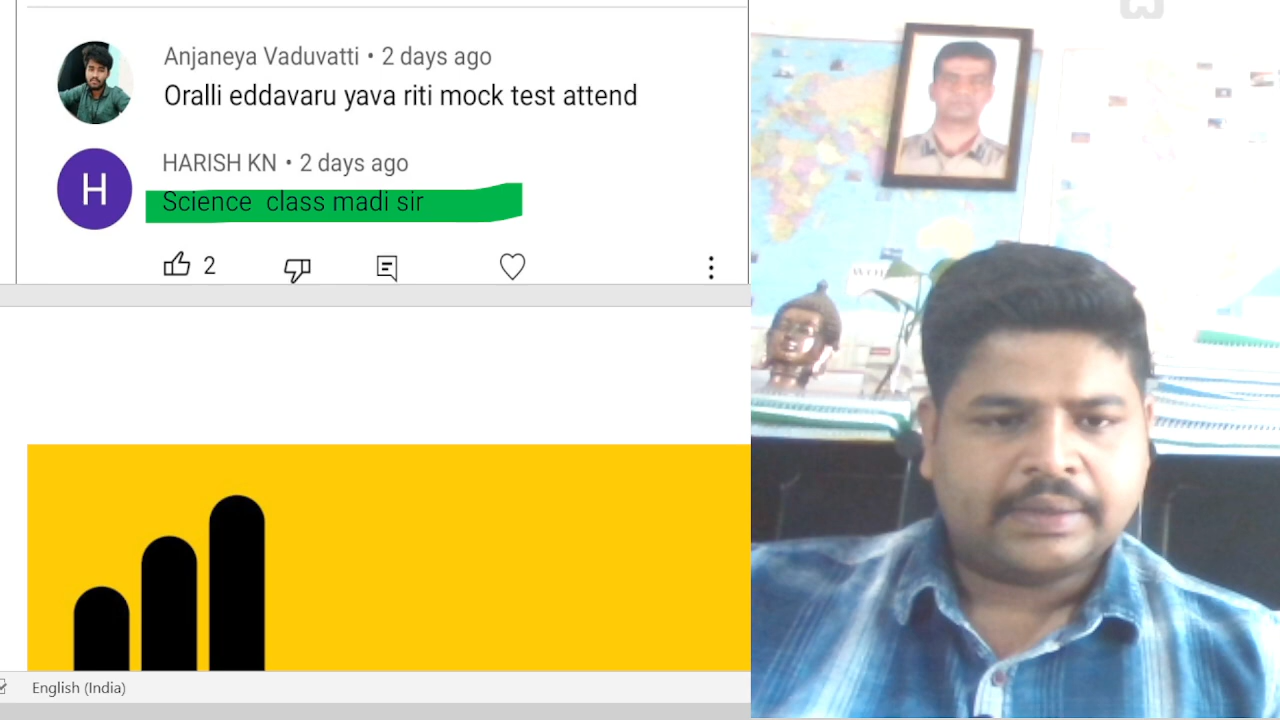 Anjaneya Vaduvatti • 2 days ago
Oralli eddavaru yava riti mock test attend
H
HARISH KN • 2 days ago
Science class madi sir
2
English (India)